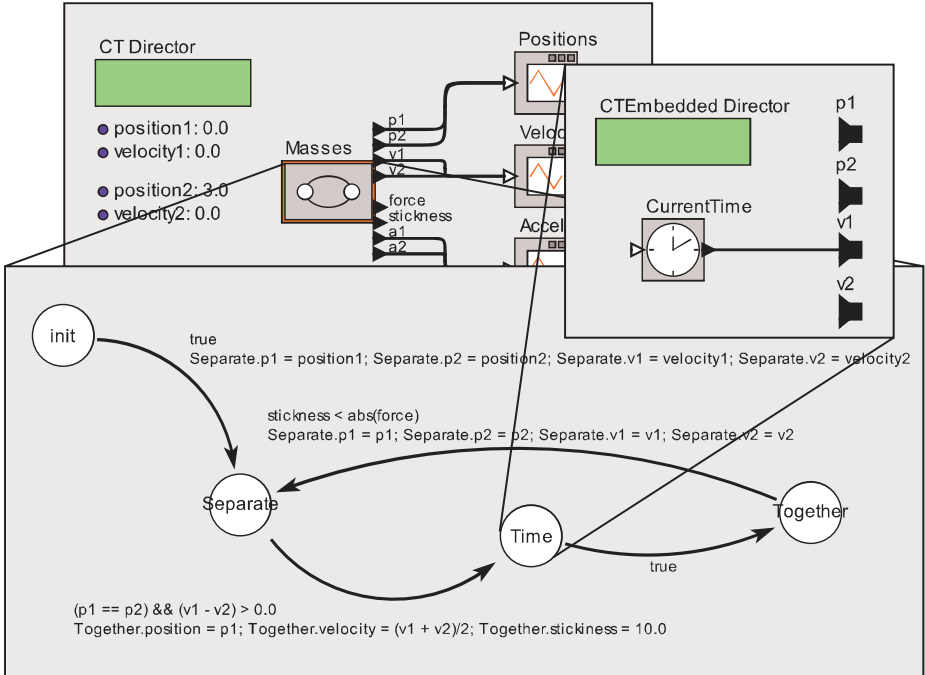 CT Director
position1: 0.0
velocity1: 0.0
position2: 3.0
velocity2: 0.0
Masses
p1
p2
v1
v2
force
stickness
a1
a2
Positions
Veloc
Accel
CTEmbedded Director
CurrentTime
p1
p2
v1
v2
init
true
Separate.p1 = position1; Separate.p2 = position2; Separate.v1 = velocity1; Separate.v2 = velocity2
stickness < abs(force)
Separate.p1 = p1; Separate.p2 = p2; Separate.v1 = v1; Separate.v2 = v2
Separate
Time
Together
true
(p1 == p2) && (v1 - v2) > 0.0
Together.position = p1; Together.velocity = (v1 + v2)/2; Together.stickiness = 10.0